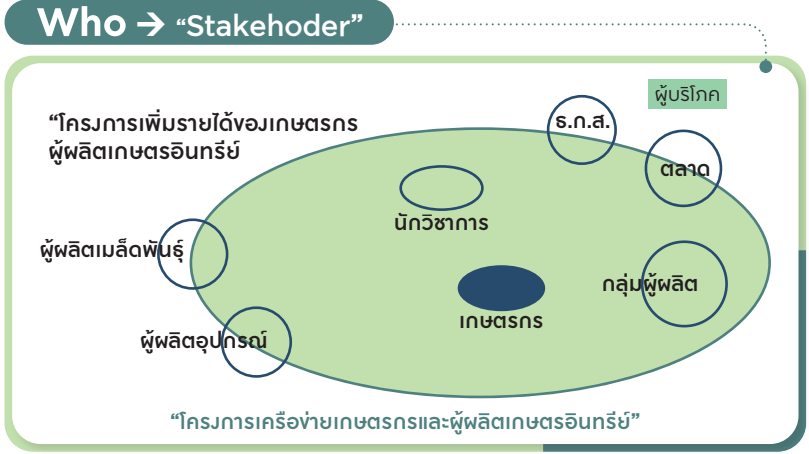 Who → “Stakehoder”
ผู้บริโภค
ธ.ก.ส.
“โครงการเพิ่มรายได้ของเกษตรกร
ผู้ผลิตเกษตรอินทรีย์
ตลาด
นักวิชาการ
ผู้ผลิตเมล็ดพันธุ์
กลุ่มผู้ผลิต
เกษตรกร
ผู้ผลิตอุปกรณ์
“โครงการเครือข่ายเกษตรกรและผู้ผลิตเกษตรอินทรีย์”